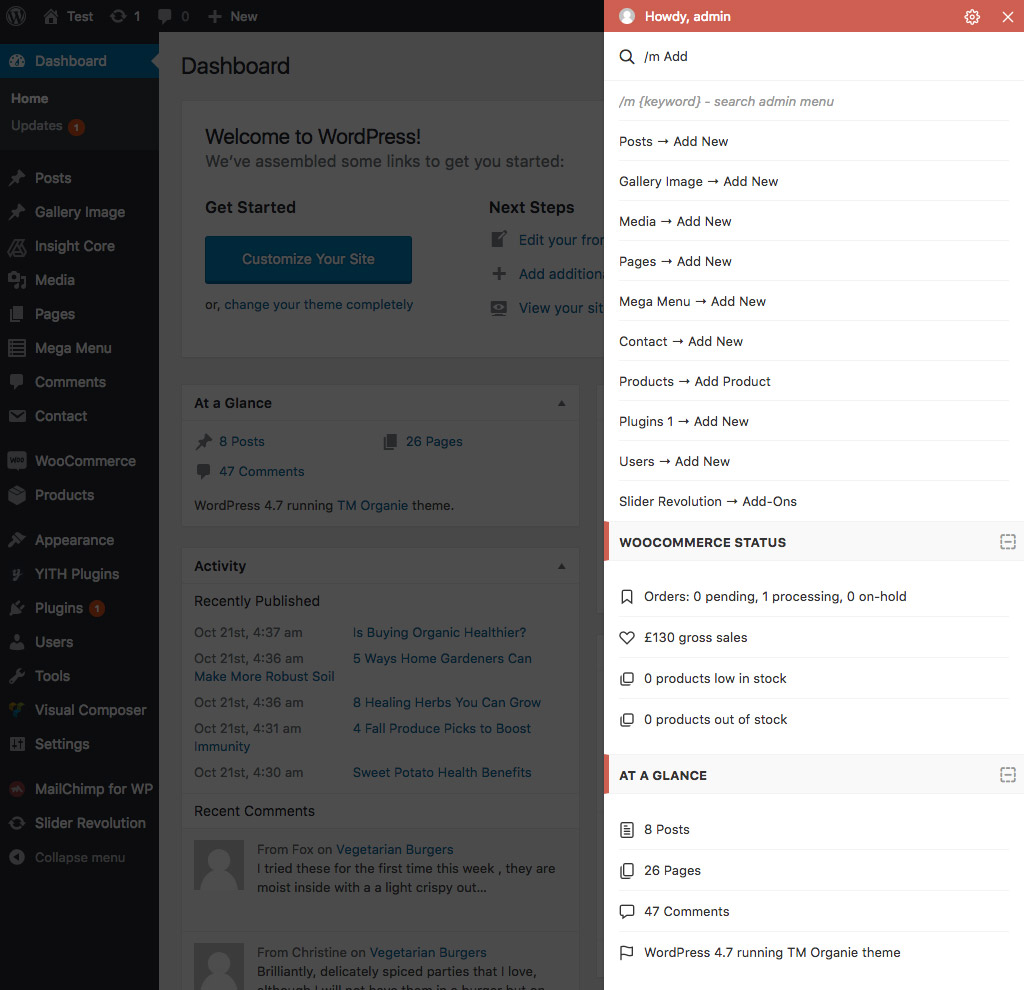 Test
1
0
New
Howdy, admin
Dashboard
Home
Updates 1
Posts
Gallery Image
Insight Core
Media
Pages
Mega Menu
Comments
Contact
WooCommerce
Products
Appearance
YITH Plugins
Plugins 1
Users
Tools
Visual Composer
Settings
MailChimp for WP
Slider Revolution
Collapse menu
Dashboard
Welcome to WordPress!
We've assembled some links to get you started:
Get Started
Customize Your Site
or, change your theme completely
Next Steps
Edit your fron
Add additiona
View your sit
At a Glance
8 Posts
26 Pages
47 Comments
WordPress 4.7 running TM Organie theme.
Activity
Recently Published
Oct 21st, 4:37 am Is Buying Organic Healthier?
Oct 21st, 4:36 am 5 Ways Home Gardeners Can
Make More Robust Soil
Oct 21st, 4:36 am 8 Healing Herbs You Can Grow
Oct 21st, 4:31 am 4 Fall Produce Picks to Boost
Immunity
Oct 21st, 4:30 am Sweet Potato Health Benefits
Recent Comments
From Fox on Vegetarian Burgers
I tried these for the first time this week , they are
moist inside with a a light crispy out...
From Christine on Vegetarian Burgers
Brilliantly, delicately spiced parties that I love,
although I will not have them in a burger but on
/m Add
/m {keyword} - search admin menu
Posts → Add New
Gallery Image → Add New
Media → Add New
Pages → Add New
Mega Menu → Add New
Contact → Add New
Products → Add Product
Plugins 1 → Add New
Users → Add New
Slider Revolution → Add-Ons
WOOCOMMERCE STATUS
Orders: 0 pending, 1 processing, 0 on-hold
£130 gross sales
0 products low in stock
0 products out of stock
AT A GLANCE
8 Posts
26 Pages
47 Comments
WordPress 4.7 running TM Organie theme